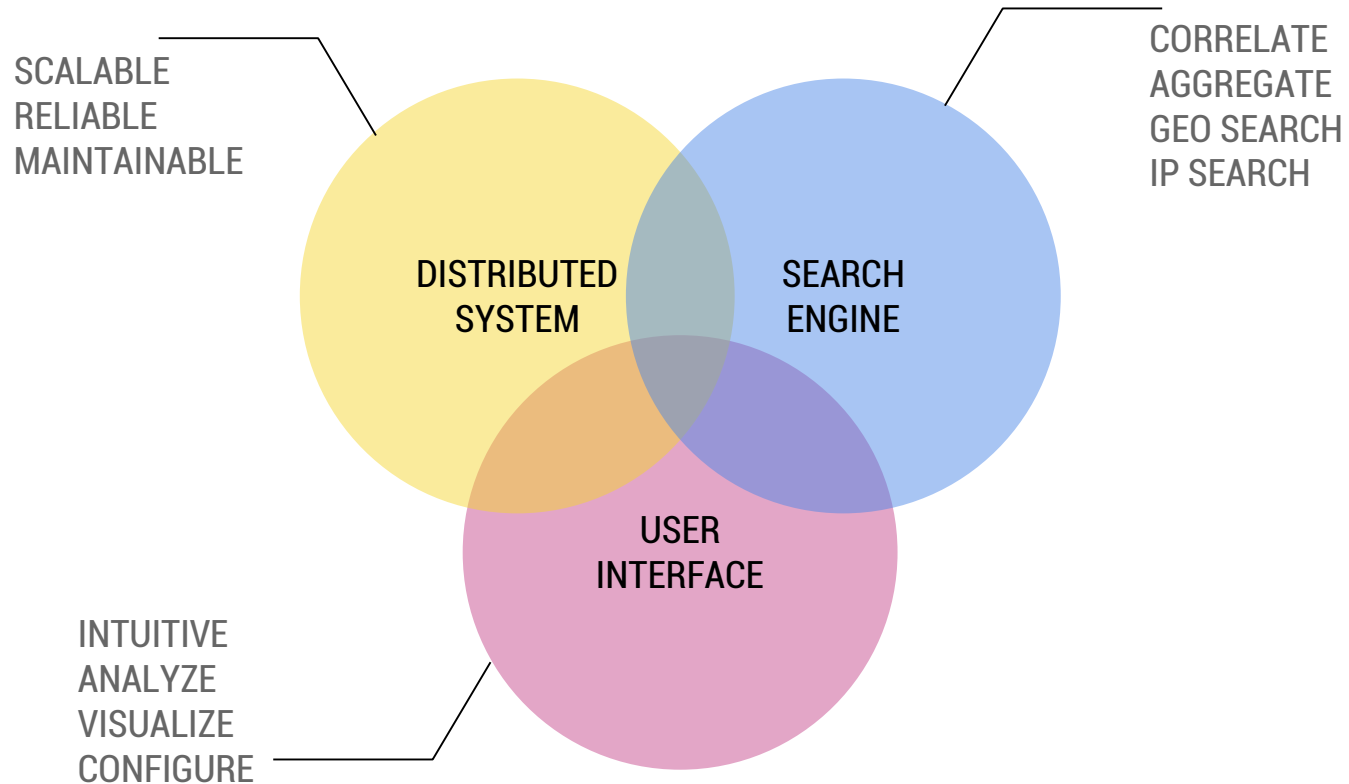 SCALABLE
RELIABLE
MAINTAINABLE
CORRELATE
AGGREGATE
GEO SEARCH
IP SEARCH
DISTRIBUTED
SYSTEM
SEARCH
ENGINE
USER
INTERFACE
INTUITIVE
ANALYZE
VISUALIZE
CONFIGURE